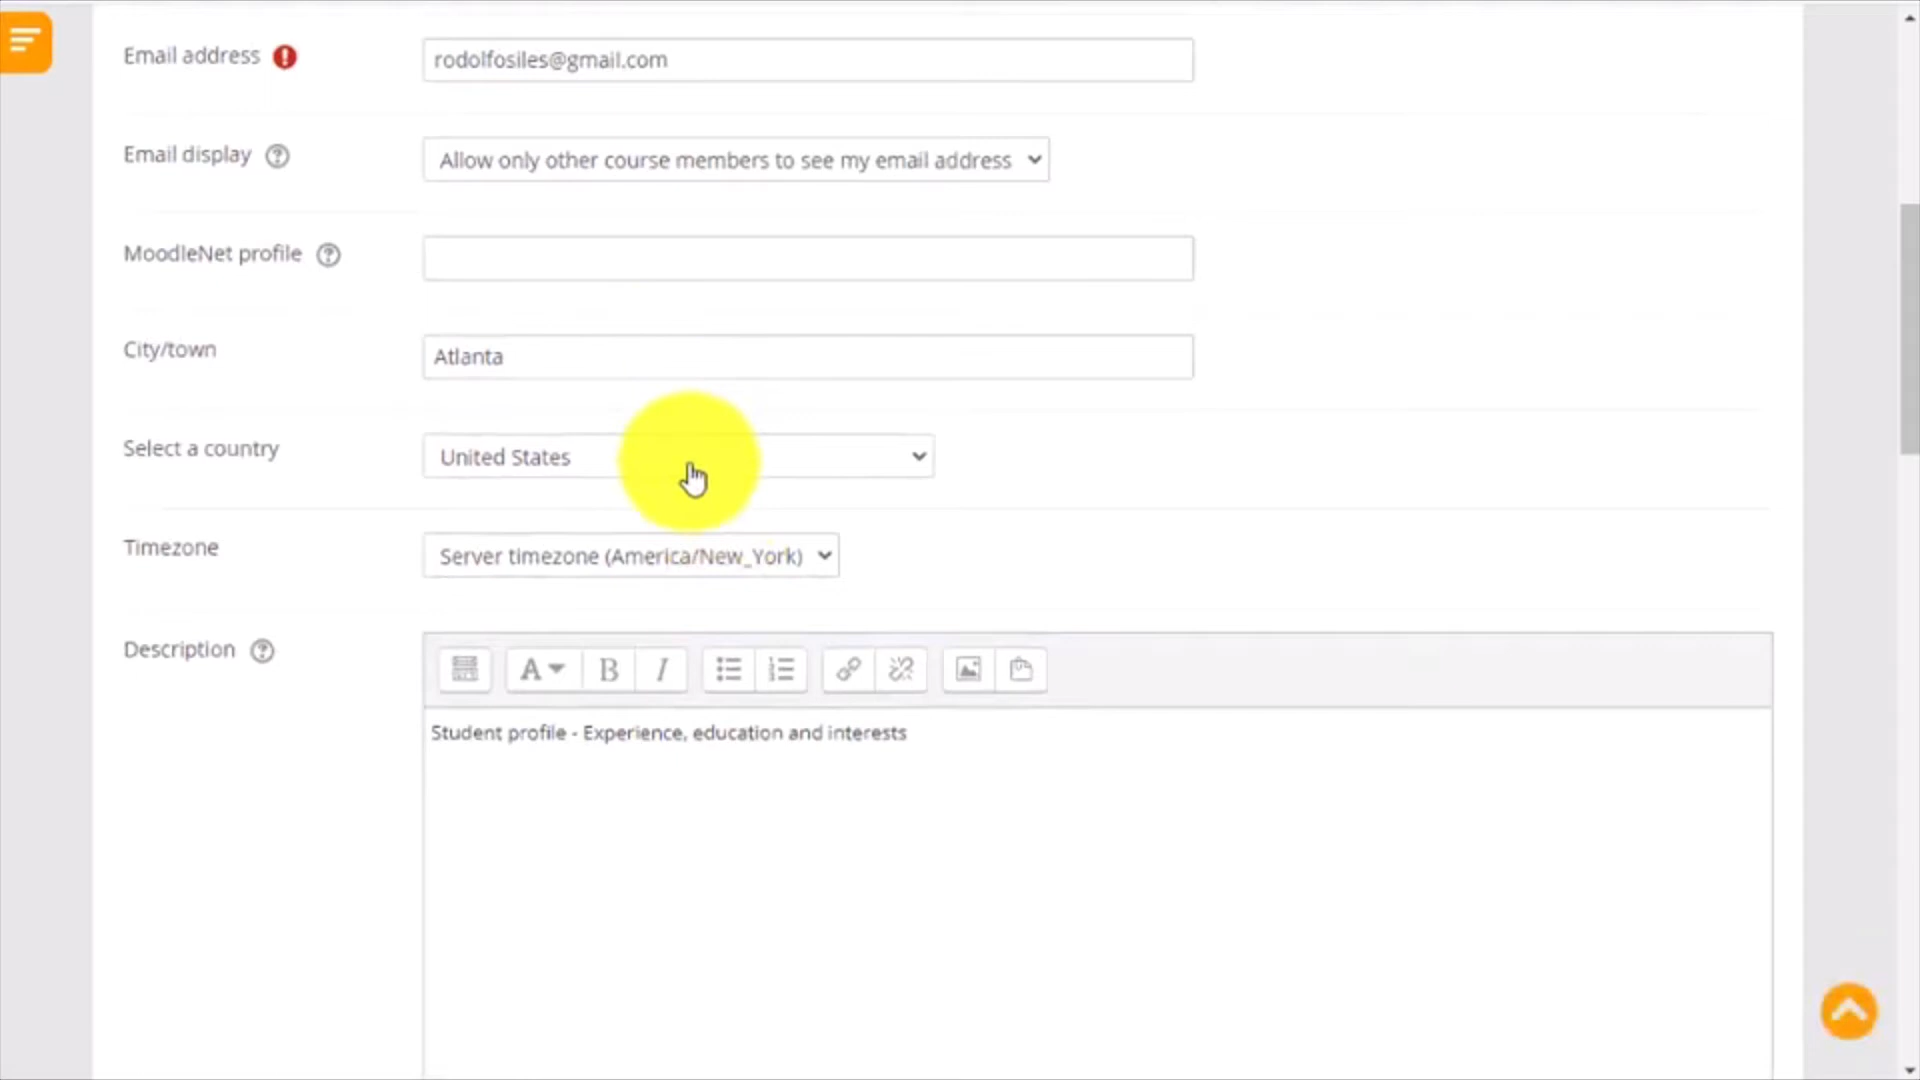 Email address
rodolfosiles@gmail.com
Email display
Allow only other course members to see my email address
MoodleNet profile
City/town
Atlanta
Select a country
United States
Timezone
Server timezone (America/New_York)
Description
A B I
Student profile - Experience, education and interests